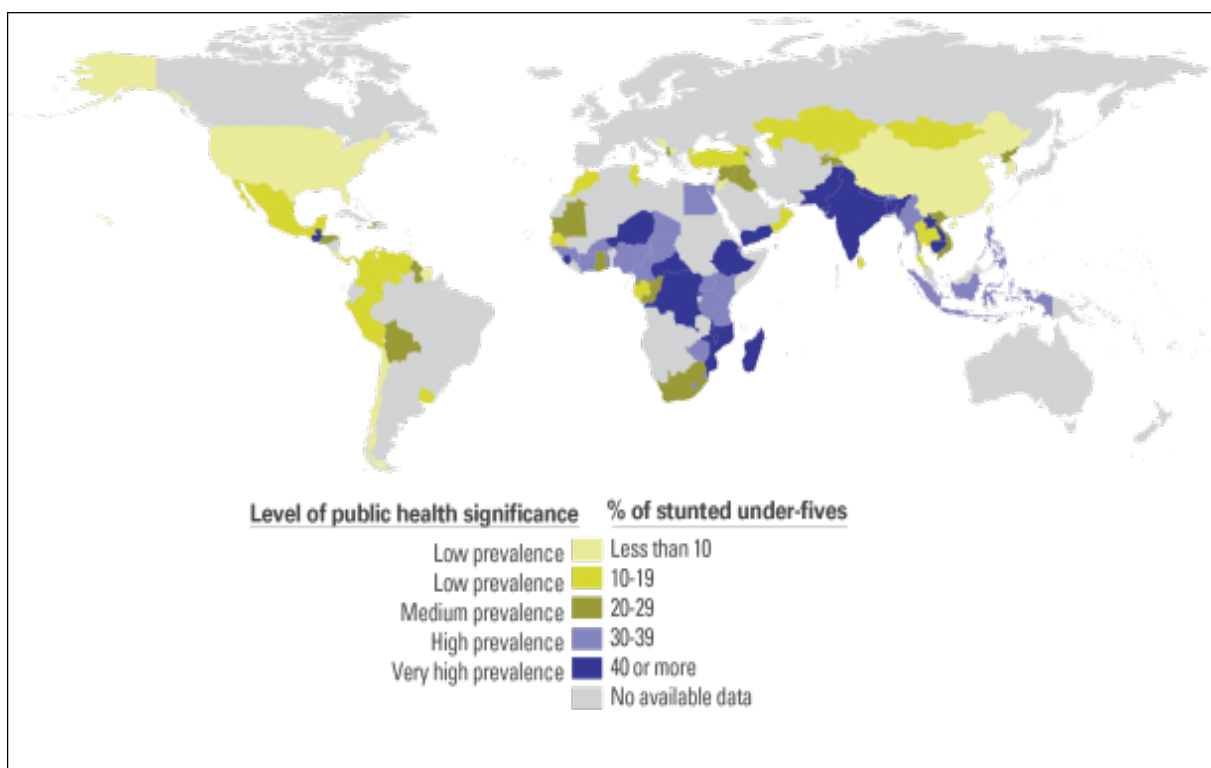 Level of public health significance % of stunted under-fives
Low prevalence Less than 10
Low prevalence 10-19
Medium prevalence 20-29
High prevalence 30-39
Very high prevalence 40 or more
No available data